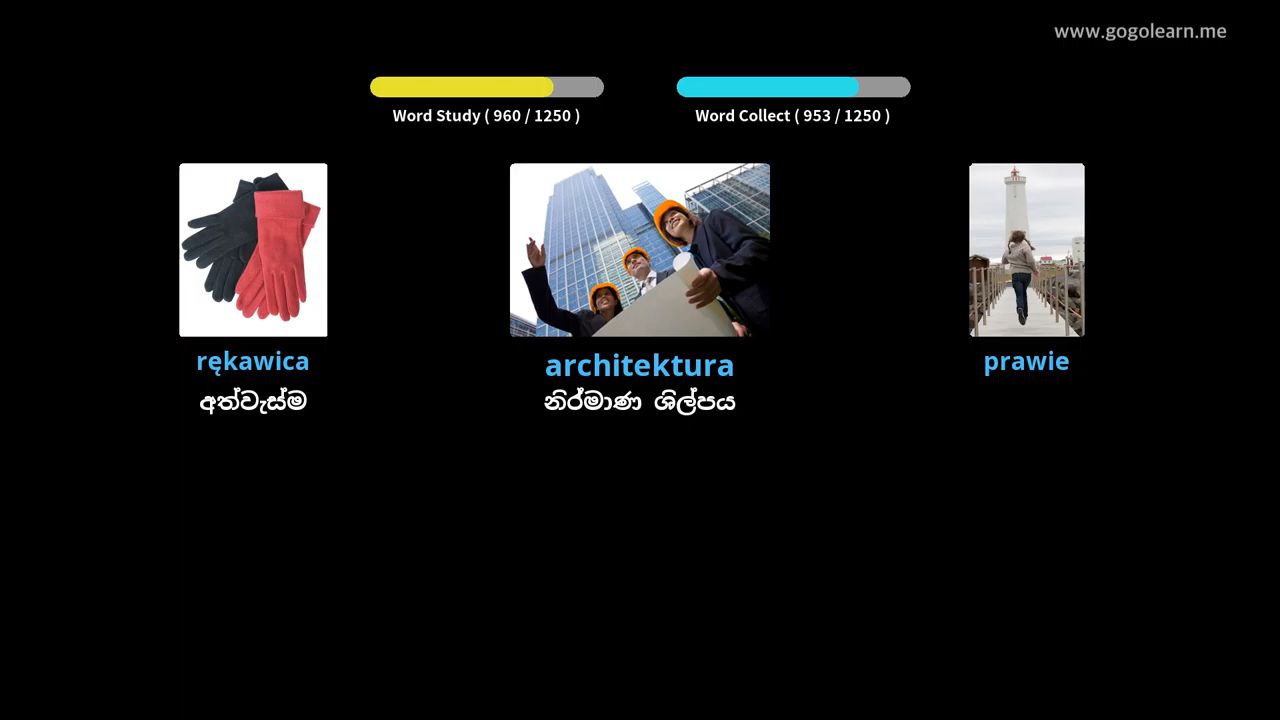 www.gogolearn.me
Word Study ( 960 / 1250 )
Word Collect ( 953 / 1250 )
rękawica
architektura
prawie
අත්වැස්ම
නිර්මාණ ශිල්පය